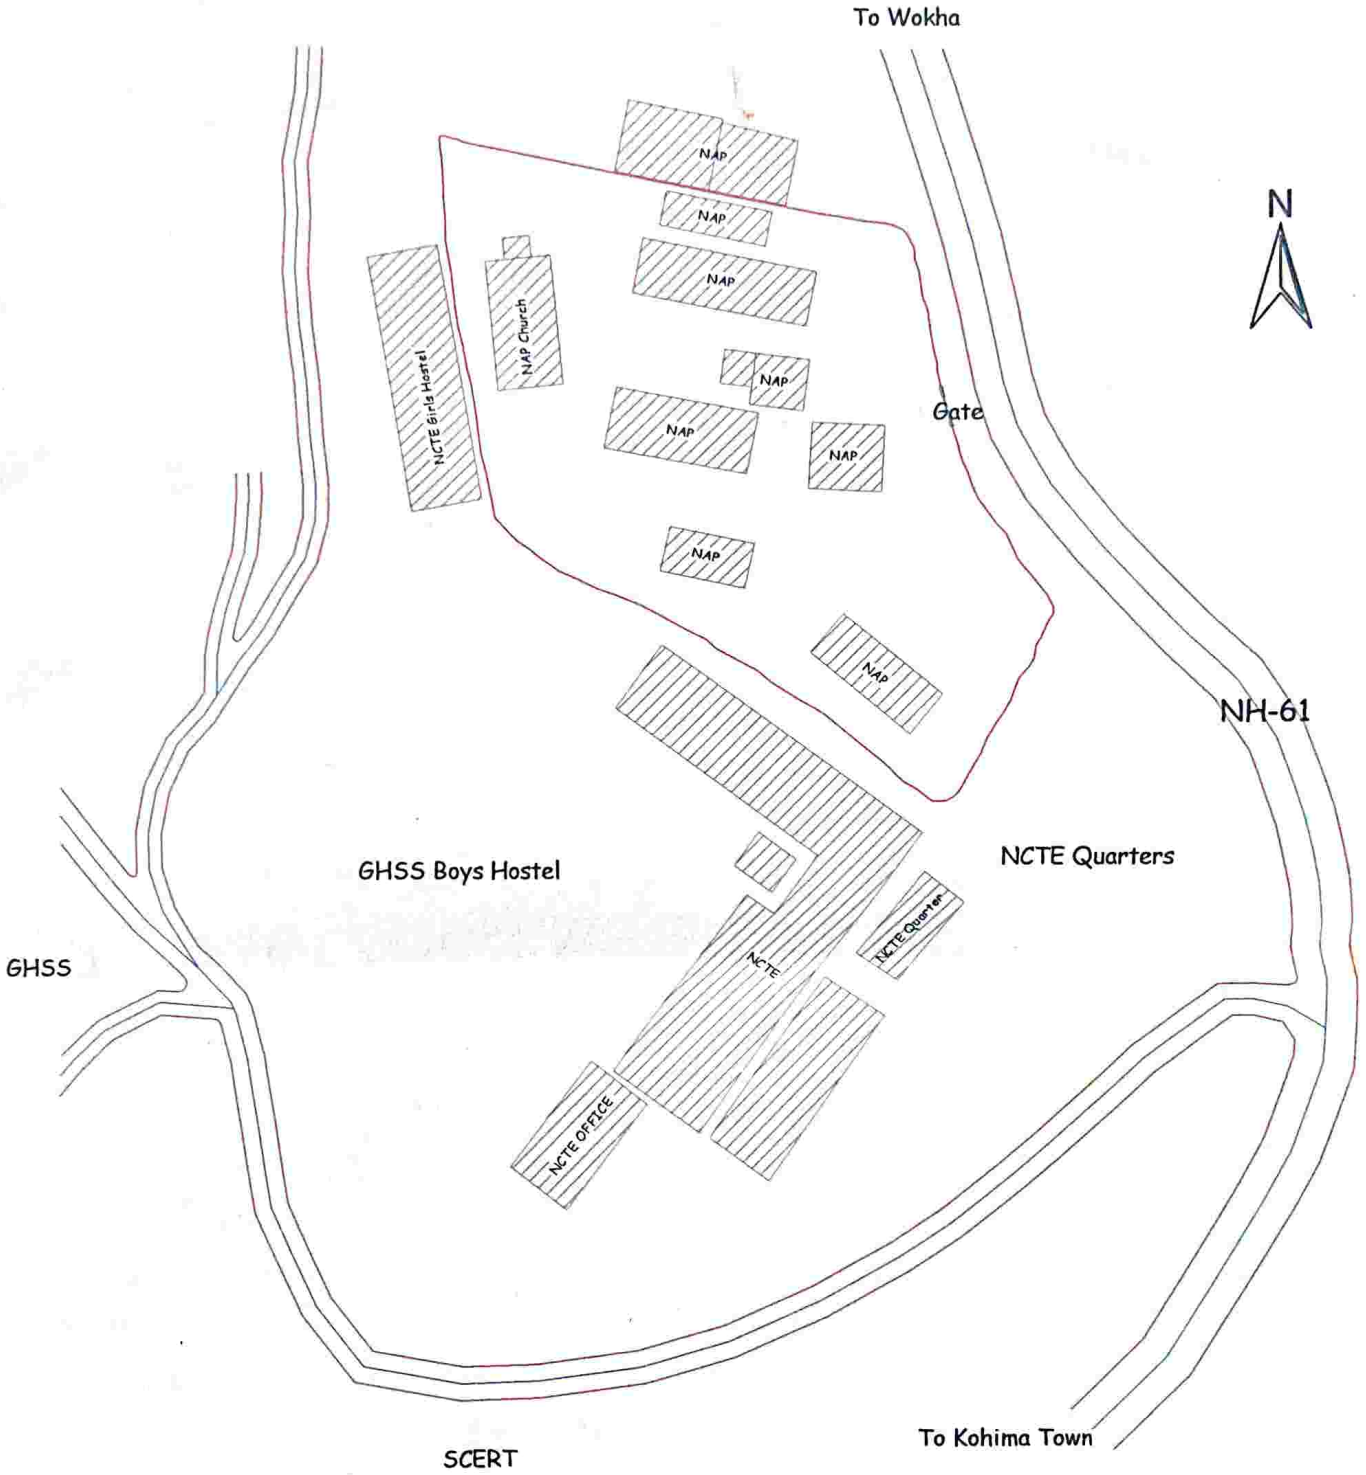 To Wokha
NAP
N
NAP
NAP
NAP Church
NCTE Girls Hostel
NAP
Gate
NAP
NAP
NAP
NAP
NH-61
NCTE Quarters
GHSS Boys Hostel
NCTE Quarter
NCTE
GHSS
NCTE OFFICE
To Kohima Town
SCERT